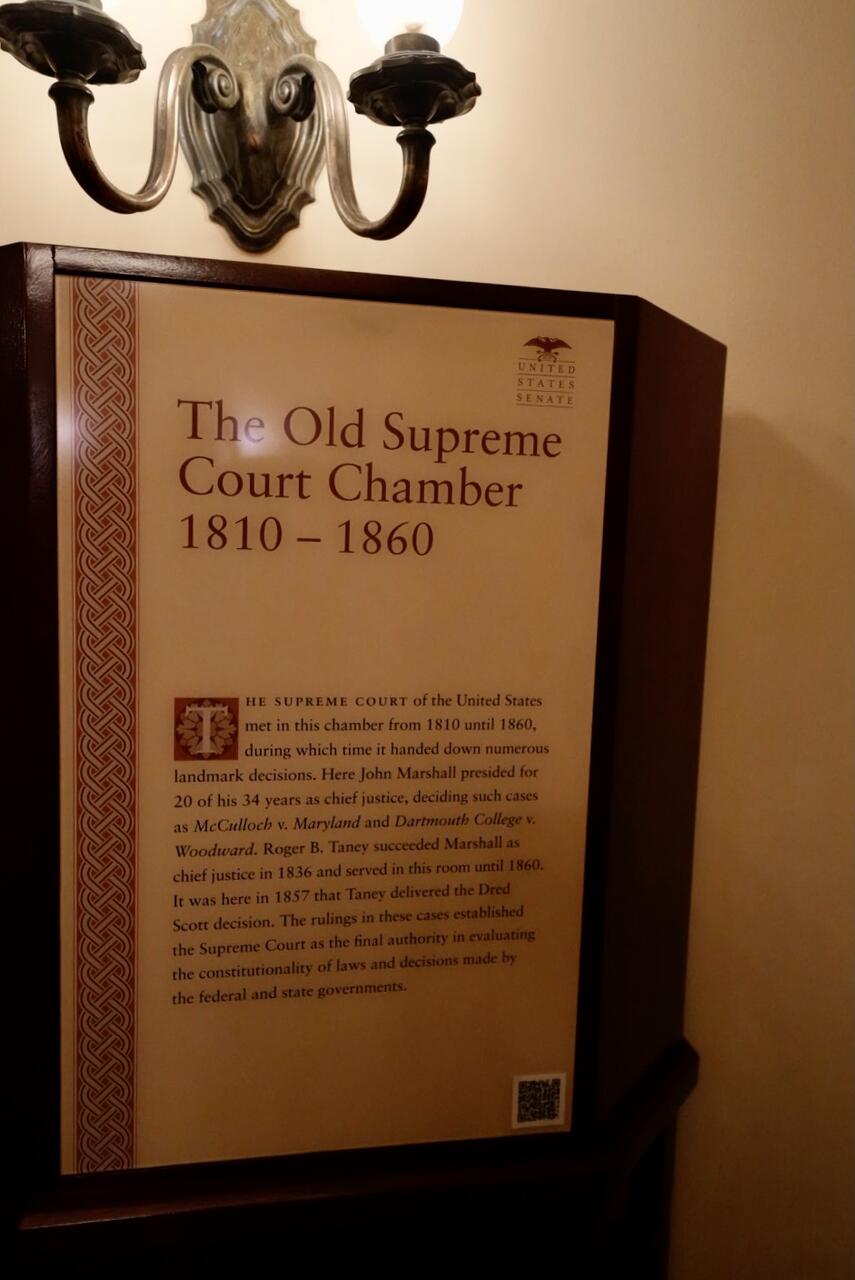 UNITED
STATES
SENATE
The Old Supreme
Court Chamber
1810 – 1860
THE SUPREME COURT of the United States
met in this chamber from 1810 until 1860,
during which time it handed down numerous
landmark decisions. Here John Marshall presided for
20 of his 34 years as chief justice, deciding such cases
as McCulloch v. Maryland and Dartmouth College v.
Woodward. Roger B. Taney succeeded Marshall as
chief justice in 1836 and served in this room until 1860.
It was here in 1857 that Taney delivered the Dred
Scott decision. The rulings in these cases established
the Supreme Court as the final authority in evaluating
the constitutionality of laws and decisions made by
the federal and state governments.